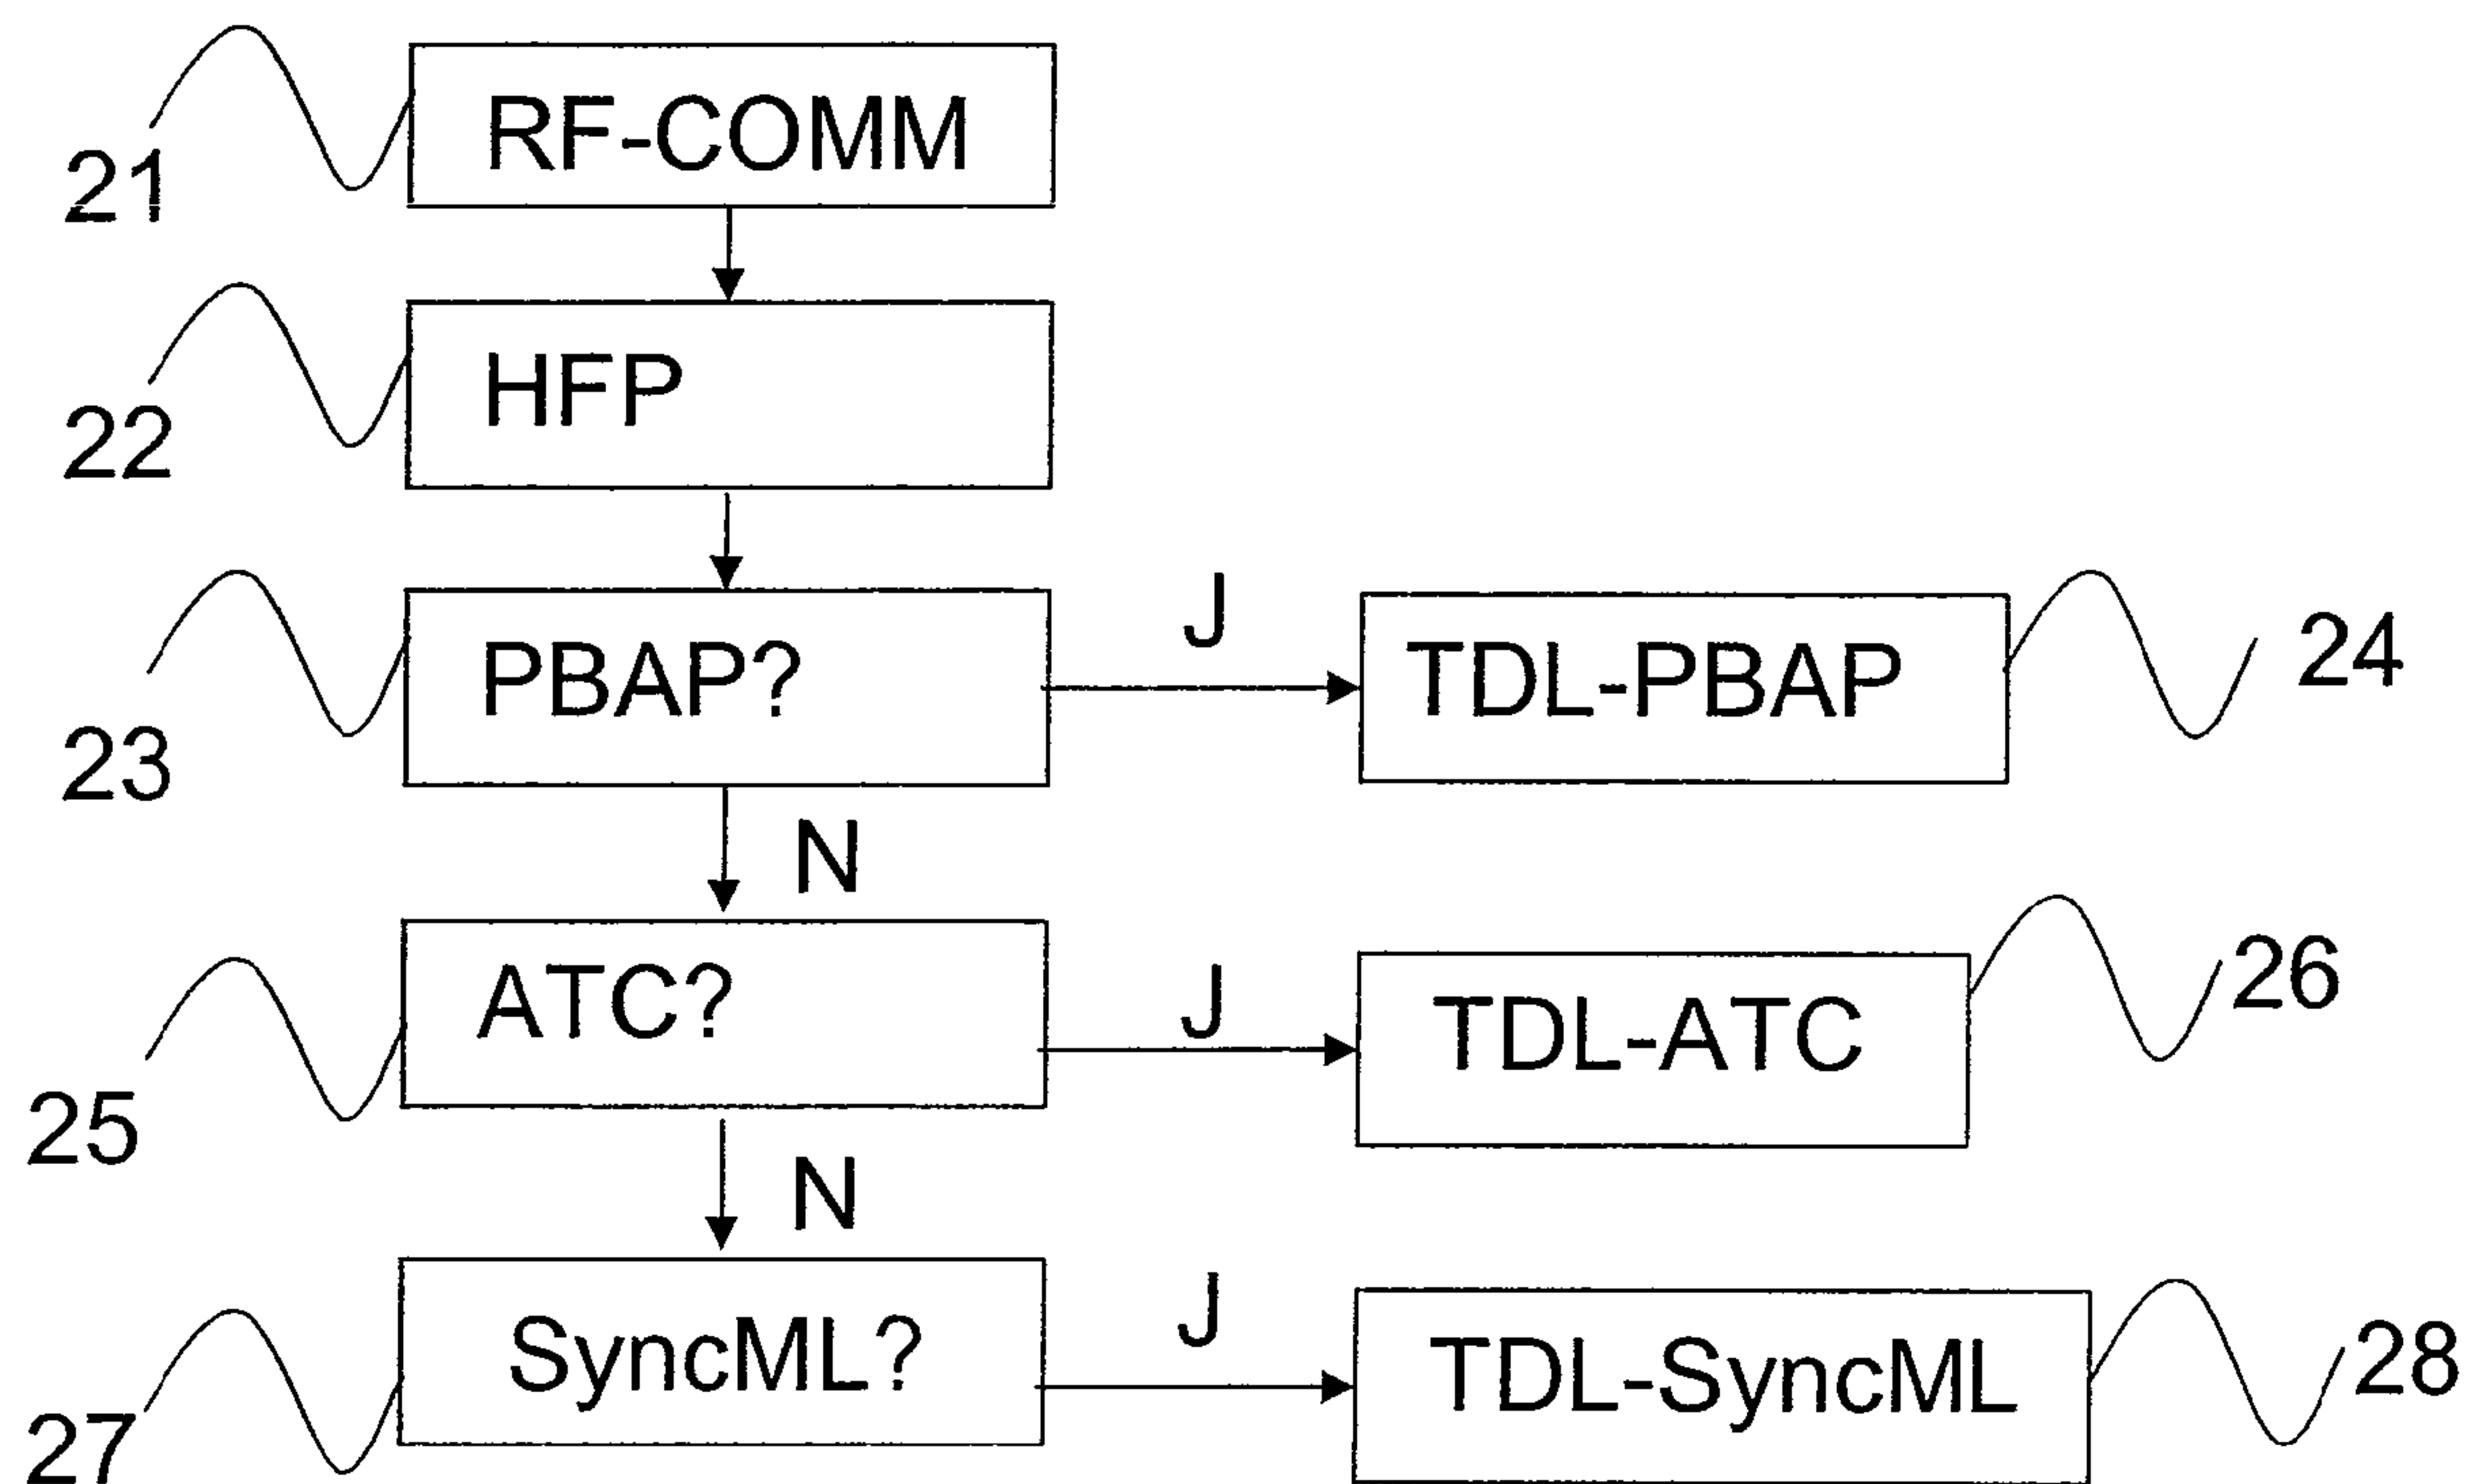 RF-COMM
21
HFP
22
PBAP?
J
TDL-PBAP
24
23
N
ATC?
J
TDL-ATC
26
25
N
SyncML?
J
TDL-SyncML
28
27